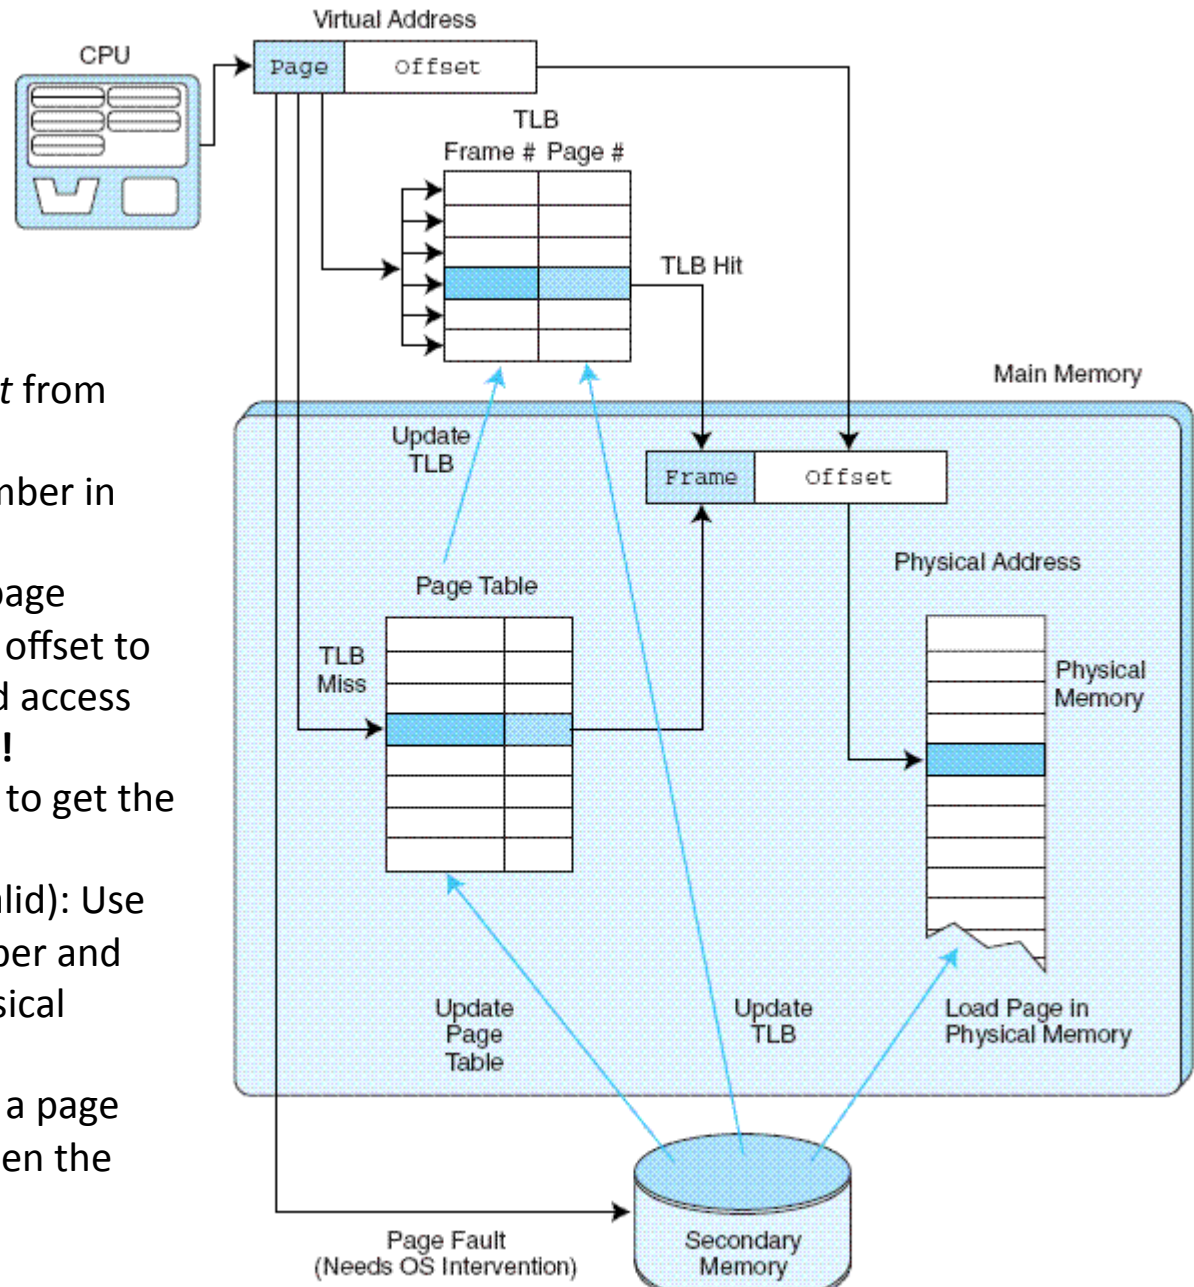 Virtual Address
CPU
Page
Offset
TLB
Frame # Page #
TLB Hit
t from
mber in
page
offset to
d access
!
to get the
lid): Use
ber and
sical
a page
en the
Main Memory
Update
TLB
Frame
Offset
Physical Address
Page Table
TLB
Miss
Physical
Memory
Update
Page
Table
Update
TLB
Load Page in
Physical Memory
Page Fault
(Needs OS Intervention)
Secondary
Memory